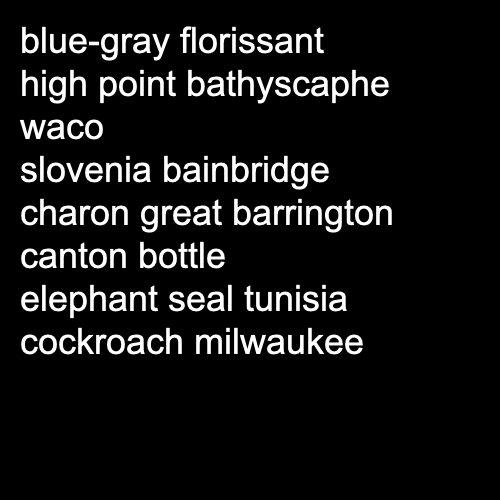 blue-gray florissant
high point bathyscaphe
waco
slovenia bainbridge
charon great barrington
canton bottle
elephant seal tunisia
cockroach milwaukee